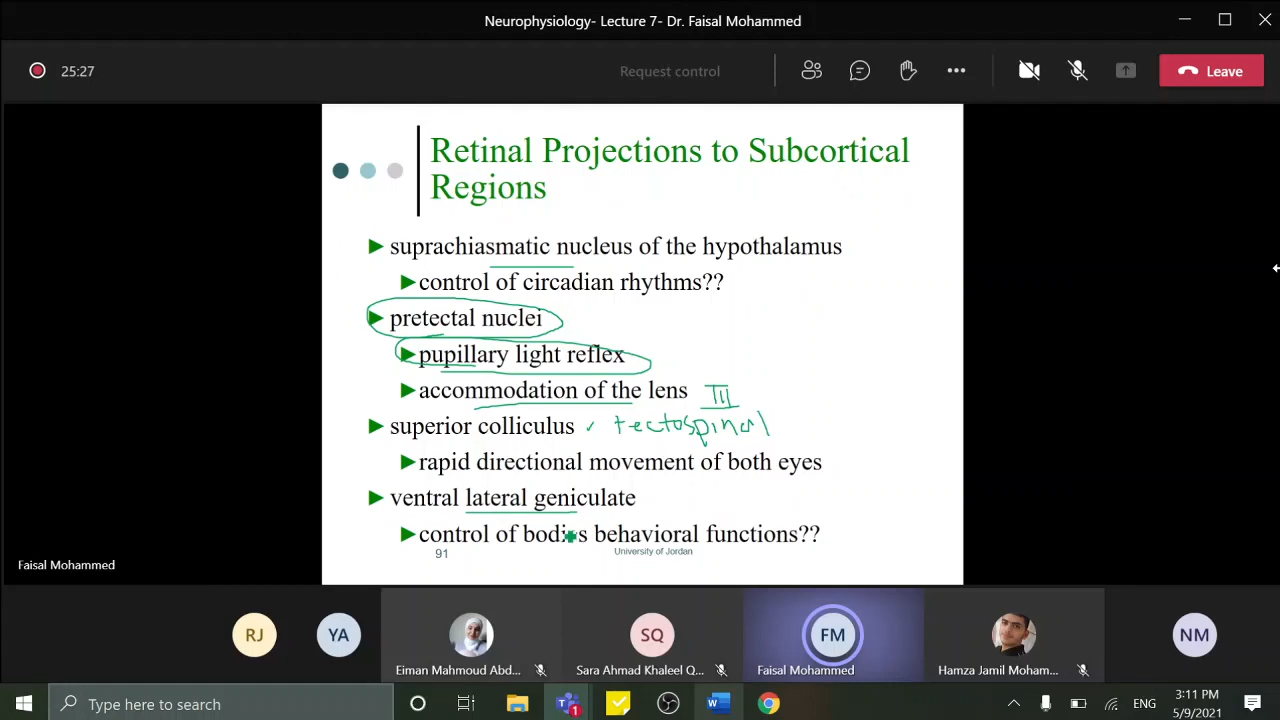 Neurophysiology- Lecture 7- Dr. Faisal Mohammed
25:27
Request control
Leave
Retinal Projections to Subcortical
Regions
suprachiasmatic nucleus of the hypothalamus
control of circadian rhythms??
pretectal nuclei
pupillary light reflex
accommodation of the lens III
superior colliculus tectospinal
rapid directional movement of both eyes
ventral lateral geniculate
control of bodies behavioral functions??
91
University of Jordan
Faisal Mohammed
RJ
YA
SQ
FM
NM
Eiman Mahmoud Abd...
Sara Ahmad Khaleel Q...
Faisal Mohammed
Hamza Jamil Moham...
Type here to search
1
ENG
3:11 PM
5/9/2021